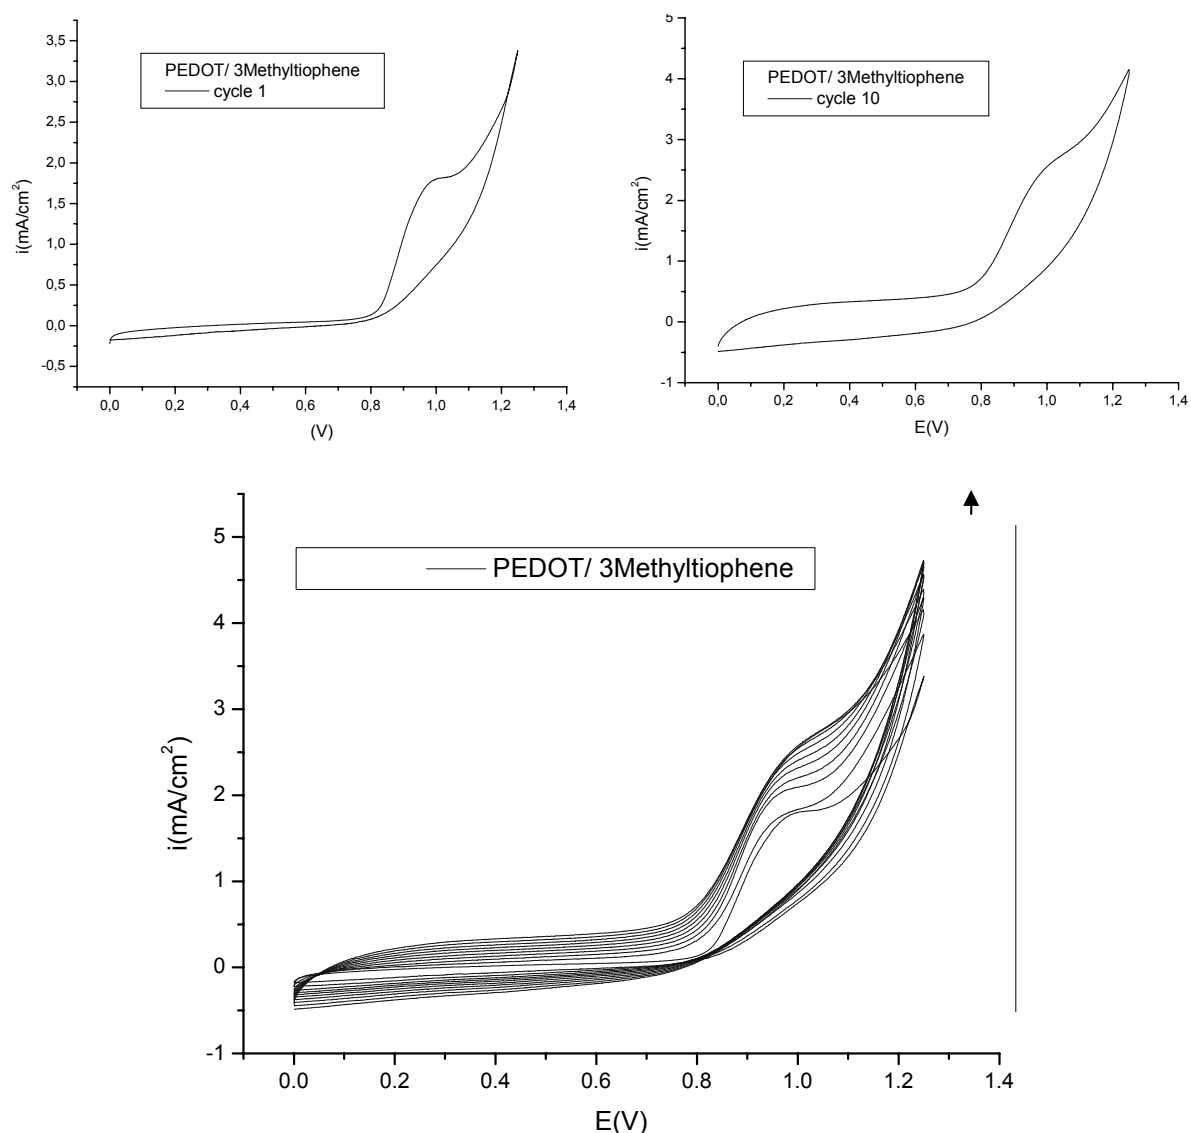 PEDOT/ 3Methyltiophene
cycle 1
3,5
3,0
2,5
2,0
1,5
1,0
0,5
0,0
-0,5
i(mA/cm²)
0,0 0,2 0,4 0,6 0,8 1,0 1,2 1,4
(V)
PEDOT/ 3Methyltiophene
cycle 10
5
4
3
2
1
0
-1
i(mA/cm²)
0,0 0,2 0,4 0,6 0,8 1,0 1,2 1,4
E(V)
PEDOT/ 3Methyltiophene
5
4
3
2
1
0
-1
i(mA/cm²)
0.0 0.2 0.4 0.6 0.8 1.0 1.2 1.4
E(V)